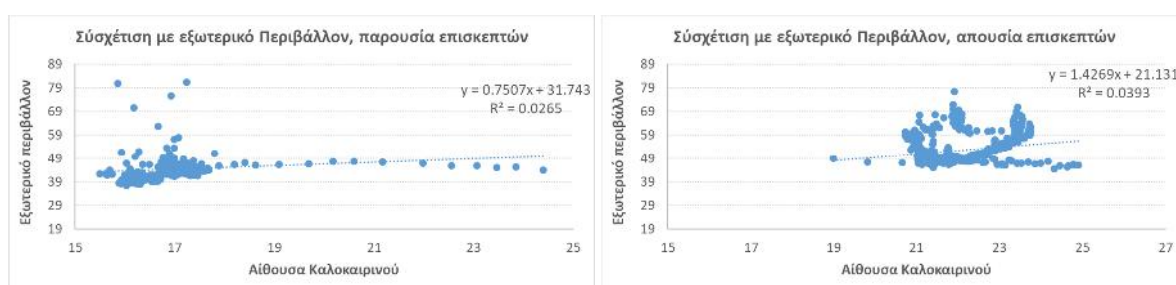 Σύσχέτιση με εξωτερικό Περιβάλλον, παρουσία επισκεπτών
89
79
69
59
49
39
29
19
Εξωτερικό περιβάλλον
y = 0.7507x + 31.743
R² = 0.0265
15 17 19 21 23 25
Αίθουσα Καλοκαιρινού
Σύσχέτιση με εξωτερικό Περιβάλλον, απουσία επισκεπτών
89
79
69
59
49
39
29
19
Εξωτερικό περιβάλλον
y = 1.4269x + 21.131
R² = 0.0393
15 17 19 21 23 25 27
Αίθουσα Καλοκαιρινού